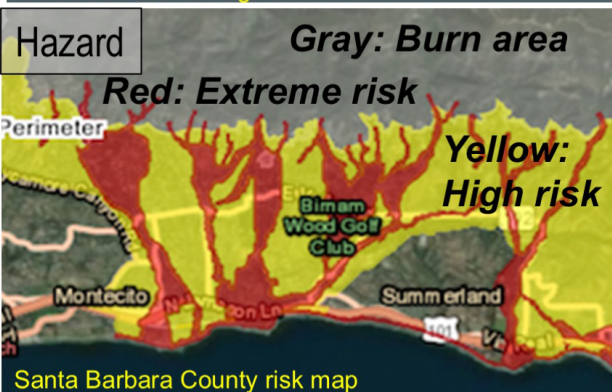 Hazard
Gray: Burn area
Red: Extreme risk
Perimeter
Yellow:
High risk
Birnam
Wood Golf
Club
Montecito
Summerland
101
Santa Barbara County risk map